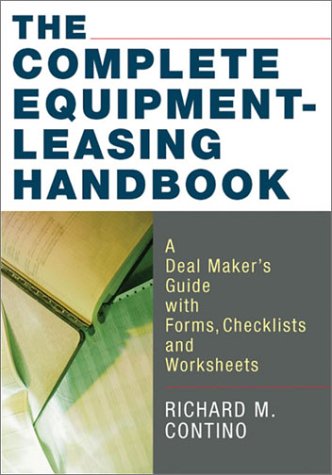 THE
COMPLETE
EQUIPMENT-
LEASING
HANDBOOK
A
Deal Maker's
Guide
with
Forms, Checklists
and
Worksheets
RICHARD M.
CONTINO